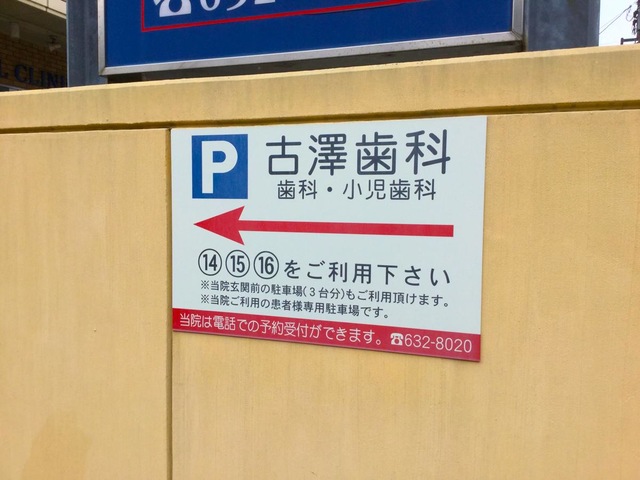 ☎632
L CLIN
P 古澤歯科
歯科・小児歯科
⑭⑮⑯をご利用下さい
※当院玄関前の駐車場(3台分)もご利用頂けます。
※当院ご利用の患者様専用駐車場です。
当院は電話での予約受付ができます。☎632-8020